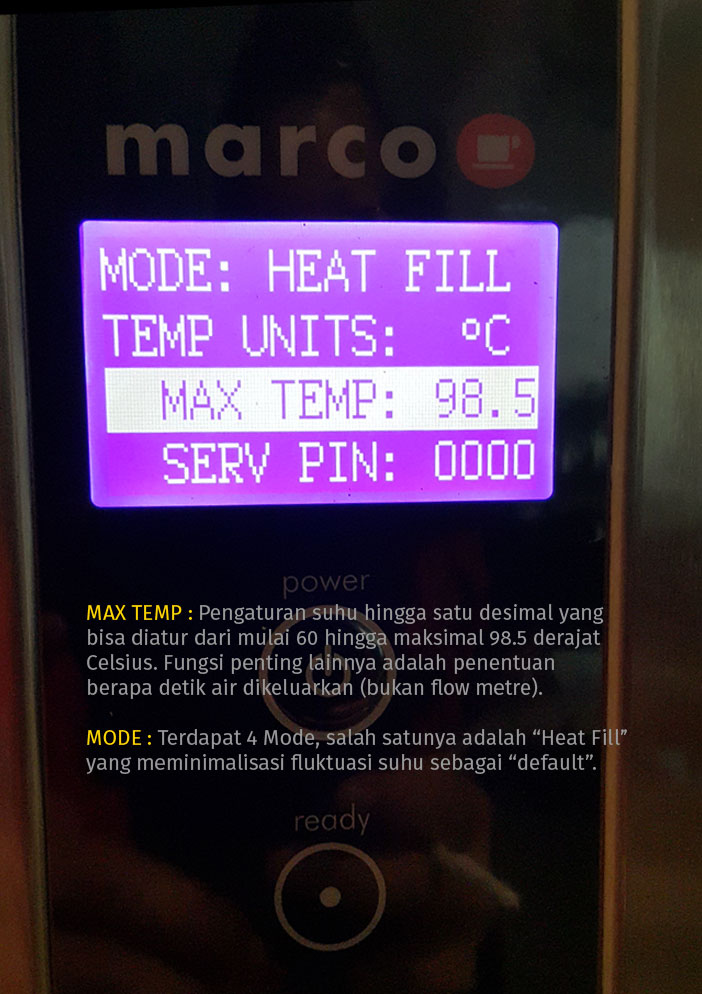 marco
MODE: HEAT FILL
TEMP UNITS: ºC
MAX TEMP: 98.5
SERV PIN: 0000
power
MAX TEMP : Pengaturan suhu hingga satu desimal yang
bisa diatur dari mulai 60 hingga maksimal 98.5 derajat
Celsius. Fungsi penting lainnya adalah penentuan
berapa detik air dikeluarkan (bukan flow metre).
MODE : Terdapat 4 Mode, salah satunya adalah “Heat Fill”
yang meminimalisasi fluktuasi suhu sebagai “default”.
ready